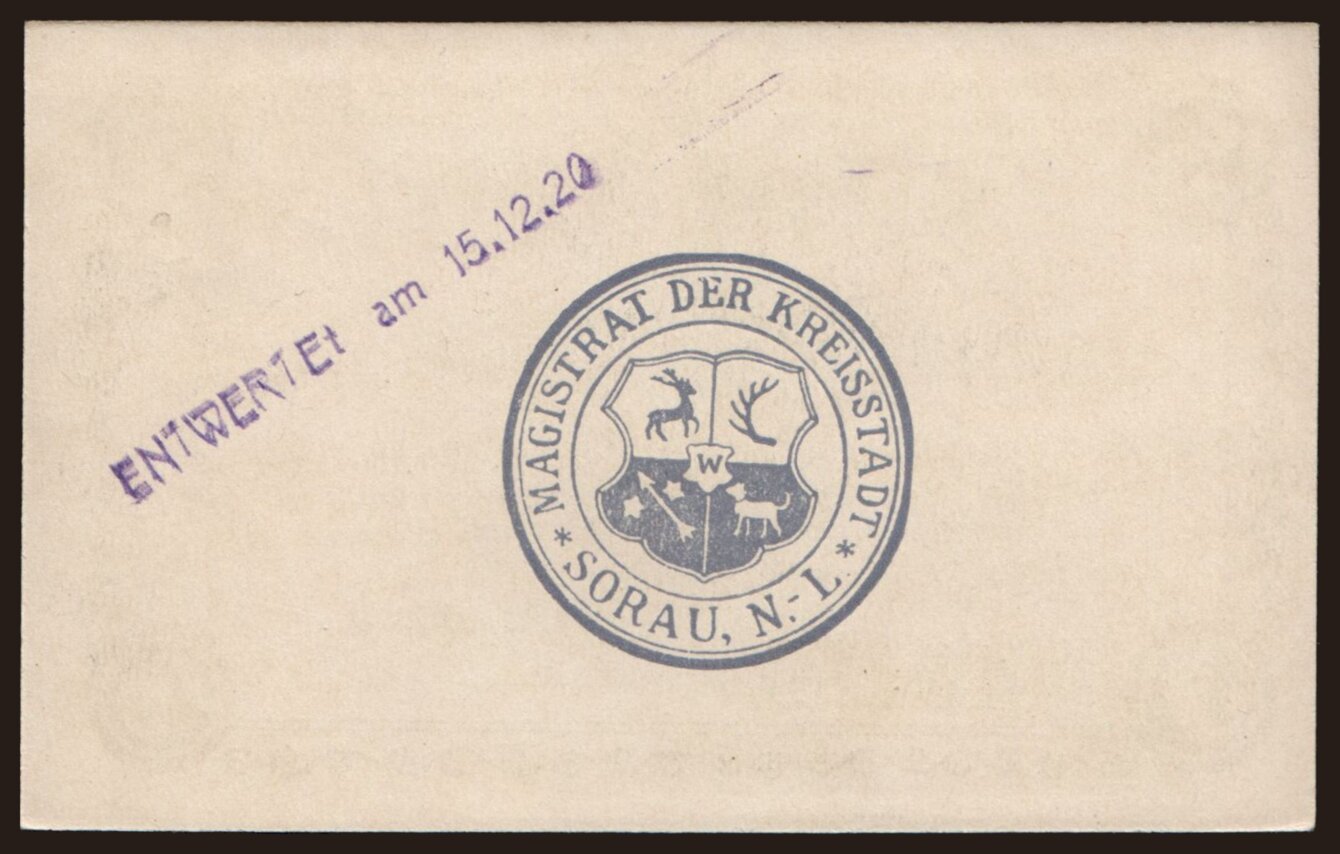 ENTWERTEt am 15.12.20
MAGISTRAT DER KREISSTADT
* SORAU, N.-L. *
W